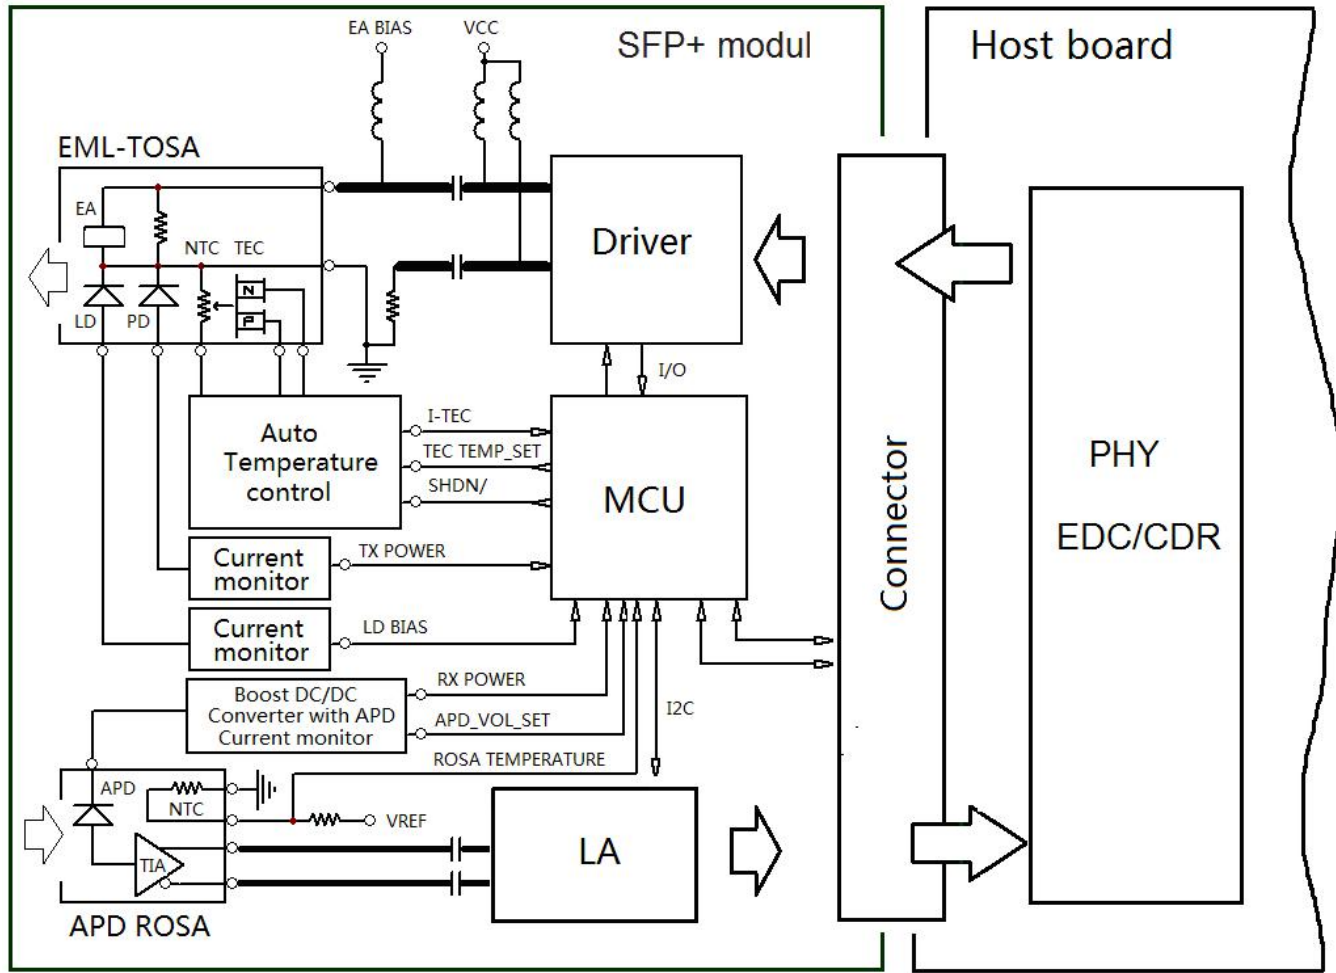 EA BIAS
VCC
SFP+ modul
Host board
EML-TOSA
EA
NTC TEC
N
P
LD
PD
Driver
I/O
Auto
Temperature
control
I-TEC
TEC TEMP_SET
SHDN/
MCU
Connector
PHY
EDC/CDR
Current
monitor
TX POWER
Current
monitor
LD BIAS
Boost DC/DC
Converter with APD
Current monitor
RX POWER
APD_VOL_SET
I2C
ROSA TEMPERATURE
APD
NTC
VREF
TIA
LA
APD ROSA